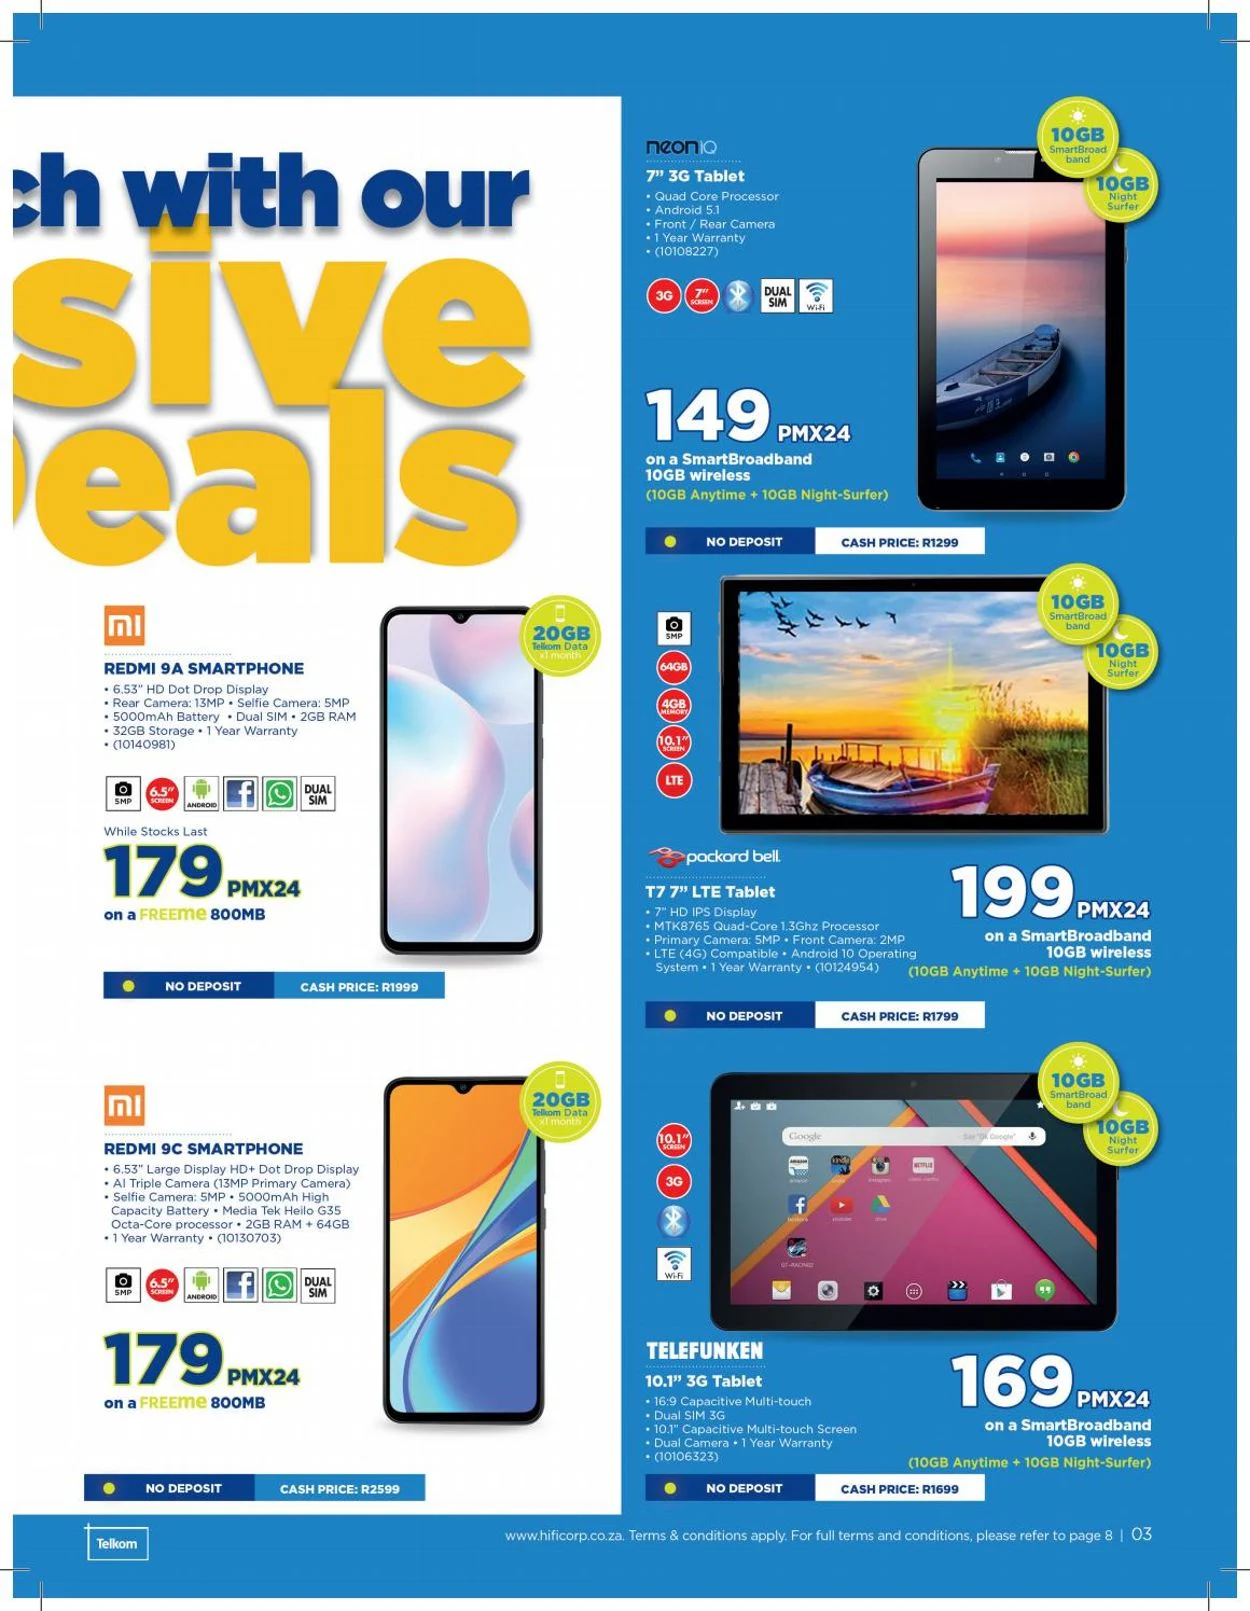 ch with our
sive
eals
mi
REDMI 9A SMARTPHONE
• 6.53" HD Dot Drop Display
• Rear Camera: 13MP • Selfie Camera: 5MP
• 5000mAh Battery • Dual SIM • 2GB RAM
• 32GB Storage • 1 Year Warranty
• (10140981)
5MP
6.5" SCREEN
ANDROID
DUAL SIM
While Stocks Last
179 PMX24
on a FREEme 800MB
NO DEPOSIT
CASH PRICE: R1999
20GB
Telkom Data
x1 month
mi
REDMI 9C SMARTPHONE
• 6.53" Large Display HD+ Dot Drop Display
• AI Triple Camera (13MP Primary Camera)
• Selfie Camera: 5MP • 5000mAh High
Capacity Battery • Media Tek Heilo G35
Octa-Core processor • 2GB RAM + 64GB
• 1 Year Warranty • (10130703)
5MP
6.5" SCREEN
ANDROID
DUAL SIM
179 PMX24
on a FREEme 800MB
NO DEPOSIT
CASH PRICE: R2599
20GB
Telkom Data
x1 month
neonIQ
7" 3G Tablet
• Quad Core Processor
• Android 5.1
• Front / Rear Camera
• 1 Year Warranty
• (10108227)
3G
7" SCREEN
DUAL SIM
Wi-Fi
149 PMX24
on a SmartBroadband
10GB wireless
(10GB Anytime + 10GB Night-Surfer)
NO DEPOSIT
CASH PRICE: R1299
10GB
SmartBroad
band
10GB
Night
Surfer
5MP
64GB
4GB MEMORY
10.1" SCREEN
LTE
10GB
SmartBroad
band
10GB
Night
Surfer
packard bell
T7 7" LTE Tablet
• 7" HD IPS Display
• MTK8765 Quad-Core 1.3Ghz Processor
• Primary Camera: 5MP • Front Camera: 2MP
• LTE (4G) Compatible • Android 10 Operating
System • 1 Year Warranty • (10124954)
199 PMX24
on a SmartBroadband
10GB wireless
(10GB Anytime + 10GB Night-Surfer)
NO DEPOSIT
CASH PRICE: R1799
10.1" SCREEN
3G
Wi-Fi
Google
Say "Ok Google"
10GB
SmartBroad
band
10GB
Night
Surfer
TELEFUNKEN
10.1" 3G Tablet
• 16:9 Capacitive Multi-touch
• Dual SIM 3G
• 10.1" Capacitive Multi-touch Screen
• Dual Camera • 1 Year Warranty
• (10106323)
169 PMX24
on a SmartBroadband
10GB wireless
(10GB Anytime + 10GB Night-Surfer)
NO DEPOSIT
CASH PRICE: R1699
Telkom
www.hificorp.co.za. Terms & conditions apply. For full terms and conditions, please refer to page 8 | 03